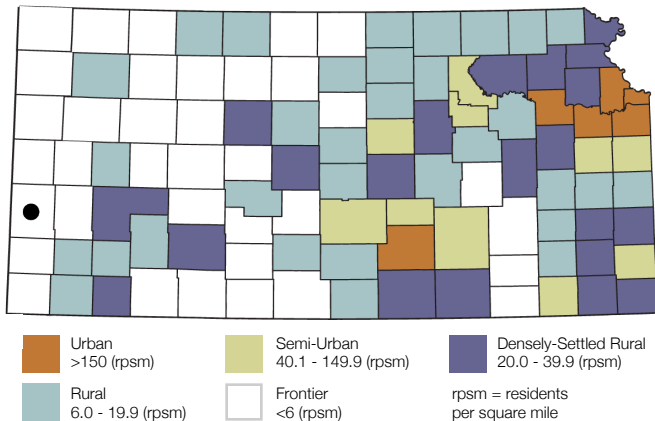 Urban
>150 (rpsm)
Semi-Urban
40.1 - 149.9 (rpsm)
Densely-Settled Rural
20.0 - 39.9 (rpsm)
Rural
6.0 - 19.9 (rpsm)
Frontier
<6 (rpsm)
rpsm = residents
per square mile